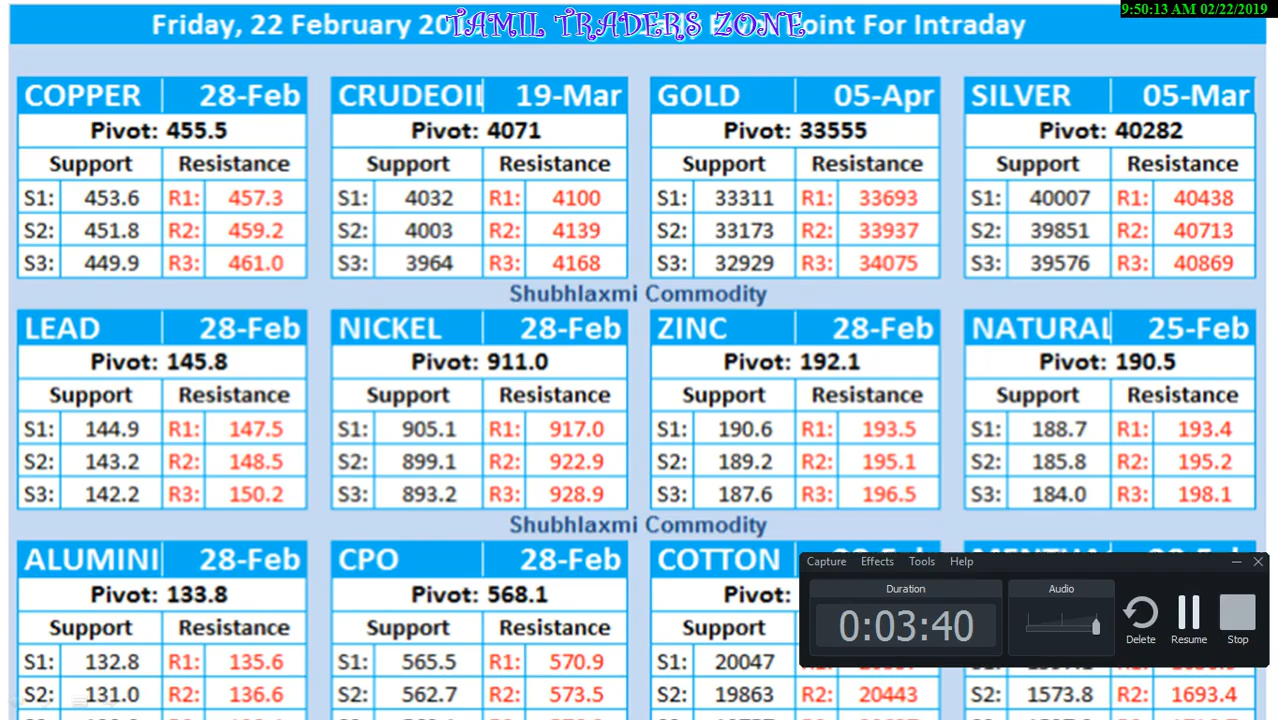 9:50:13 AM 02/22/2019
Friday, 22 February 20 TAMIL TRADERS ZONE oint For Intraday
COPPER 28-Feb CRUDEOIL 19-Mar GOLD 05-Apr SILVER 05-Mar
Pivot: 455.5 Pivot: 4071 Pivot: 33555 Pivot: 40282
Support Resistance Support Resistance Support Resistance Support Resistance
S1: 453.6 R1: 457.3 S1: 4032 R1: 4100 S1: 33311 R1: 33693 S1: 40007 R1: 40438
S2: 451.8 R2: 459.2 S2: 4003 R2: 4139 S2: 33173 R2: 33937 S2: 39851 R2: 40713
S3: 449.9 R3: 461.0 S3: 3964 R3: 4168 S3: 32929 R3: 34075 S3: 39576 R3: 40869
Shubhlaxmi Commodity
LEAD 28-Feb NICKEL 28-Feb ZINC 28-Feb NATURAL 25-Feb
Pivot: 145.8 Pivot: 911.0 Pivot: 192.1 Pivot: 190.5
Support Resistance Support Resistance Support Resistance Support Resistance
S1: 144.9 R1: 147.5 S1: 905.1 R1: 917.0 S1: 190.6 R1: 193.5 S1: 188.7 R1: 193.4
S2: 143.2 R2: 148.5 S2: 899.1 R2: 922.9 S2: 189.2 R2: 195.1 S2: 185.8 R2: 195.2
S3: 142.2 R3: 150.2 S3: 893.2 R3: 928.9 S3: 187.6 R3: 196.5 S3: 184.0 R3: 198.1
Shubhlaxmi Commodity
ALUMINI 28-Feb CPO 28-Feb COTTON
Pivot: 133.8 Pivot: 568.1 Pivot:
Support Resistance Support Resistance Support
S1: 132.8 R1: 135.6 S1: 565.5 R1: 570.9 S1: 20047
S2: 131.0 R2: 136.6 S2: 562.7 R2: 573.5 S2: 19863 R2: 20443 S2: 1573.8 R2: 1693.4
Capture Effects Tools Help
Duration Audio
0:03:40
Delete Resume Stop